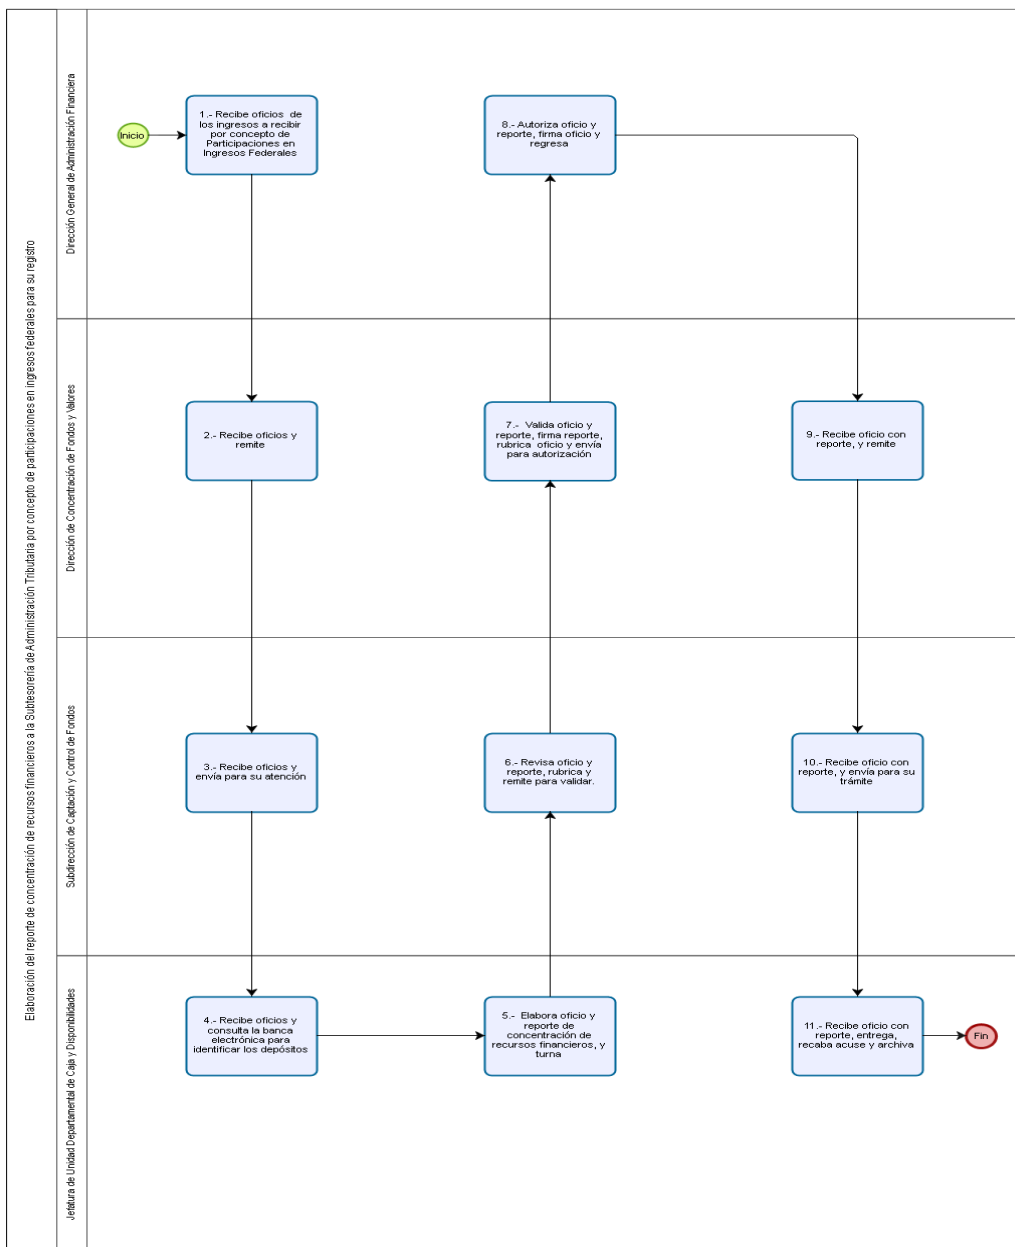 Elaboración del reporte de concentración de recursos financieros a la Subtesorería de Administración Tributaria por concepto de participaciones en ingresos federales para su registro
Dirección General de Administración Financiera
Inicio
1.- Recibe oficios de
los ingresos a recibir
por concepto de
Participaciones en
Ingresos Federales
8.- Autoriza oficio y
reporte, firma oficio y
regresa
Dirección de Concentración de Fondos y Valores
2.- Recibe oficios y
remite
7.- Valida oficio y
reporte, firma reporte,
rubrica oficio y envía
para autorización
9.- Recibe oficio con
reporte, y remite
Subdirección de Captación y Control de Fondos
3.- Recibe oficios y
envía para su atención
6.- Revisa oficio y
reporte, rubrica y
remite para validar.
10.- Recibe oficio con
reporte, y envía para su
trámite
Jefatura de Unidad Departamental de Caja y Disponibilidades
4.- Recibe oficios y
consulta la banca
electrónica para
identificar los depósitos
5.- Elabora oficio y
reporte de
concentración de
recursos financieros, y
turna
11.- Recibe oficio con
reporte, entrega,
recaba acuse y archiva
Fin